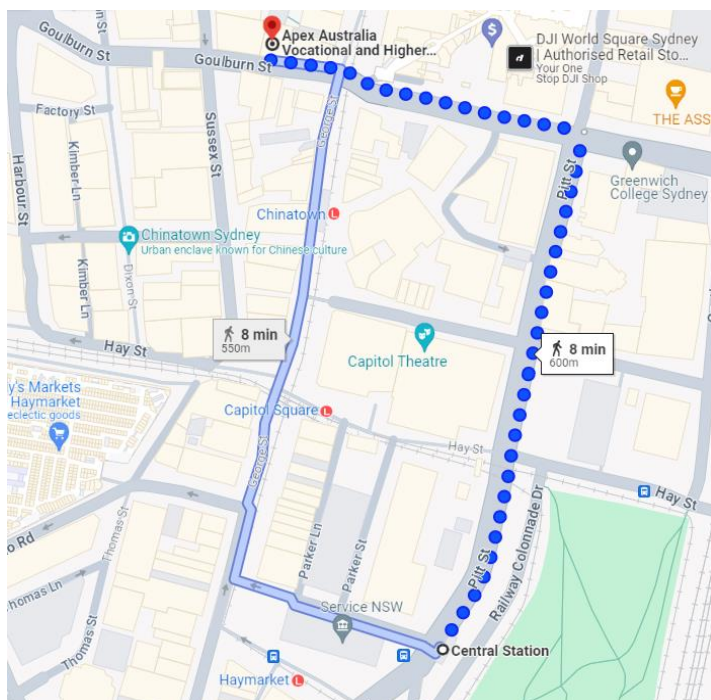 Goulburn St
Apex Australia
Vocational and Higher...
DJI World Square Sydney
| Authorised Retail Sto...
Your One
Stop DJI Shop
Goulburn St
THE ASS
Factory St
Kimber Ln
Sussex St
George St
Pitt St
Greenwich
College Sydney
Harbour St
Chinatown
Chinatown Sydney
Urban enclave for Chinese culture
Kimber Ln
Dixon St
8 min
550m
8 min
600m
Hay St
Capitol Theatre
y's Markets
Haymarket
eclectic goods
Capitol Square
Hay St
George St
Hay St
Parker Ln
Parker St
Pitt St
Railway Colonnade Dr
Thomas St
o Rd
Thomas Ln
Service NSW
Thomas St
Central Station
Haymarket